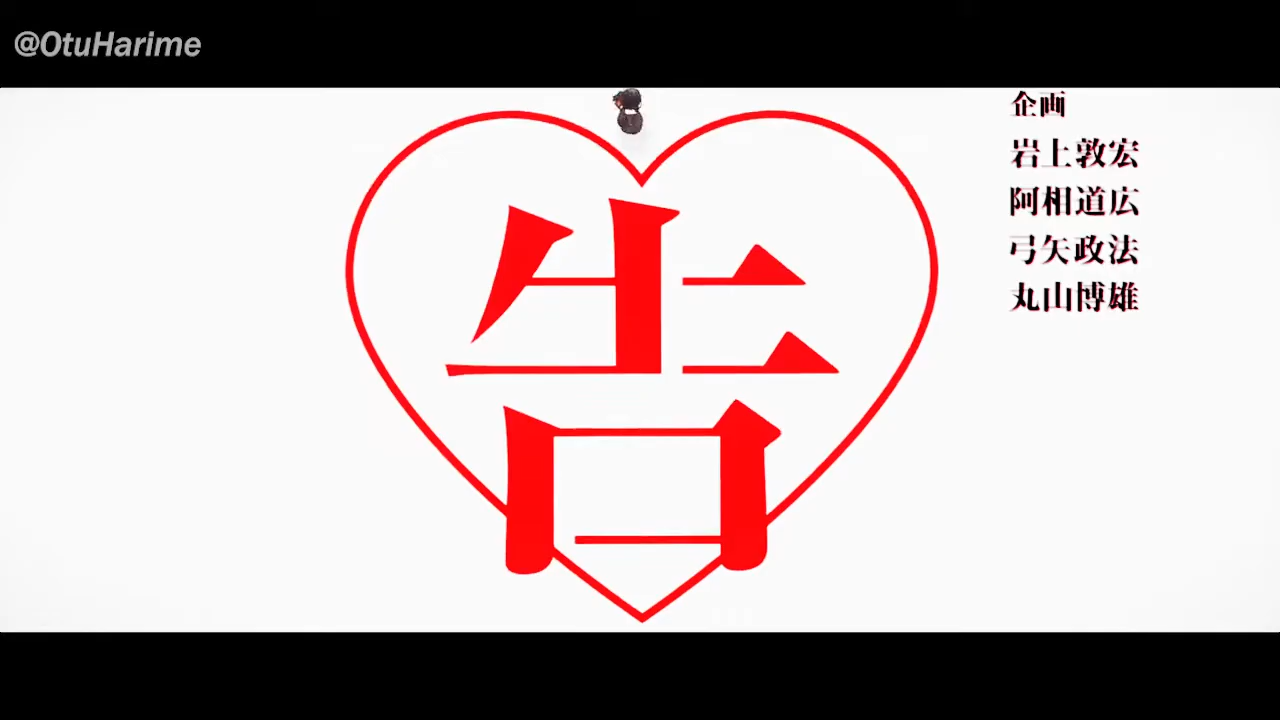 @OtuHarime
企画
岩上敦宏
阿相道広
弓矢政法
丸山博雄
告